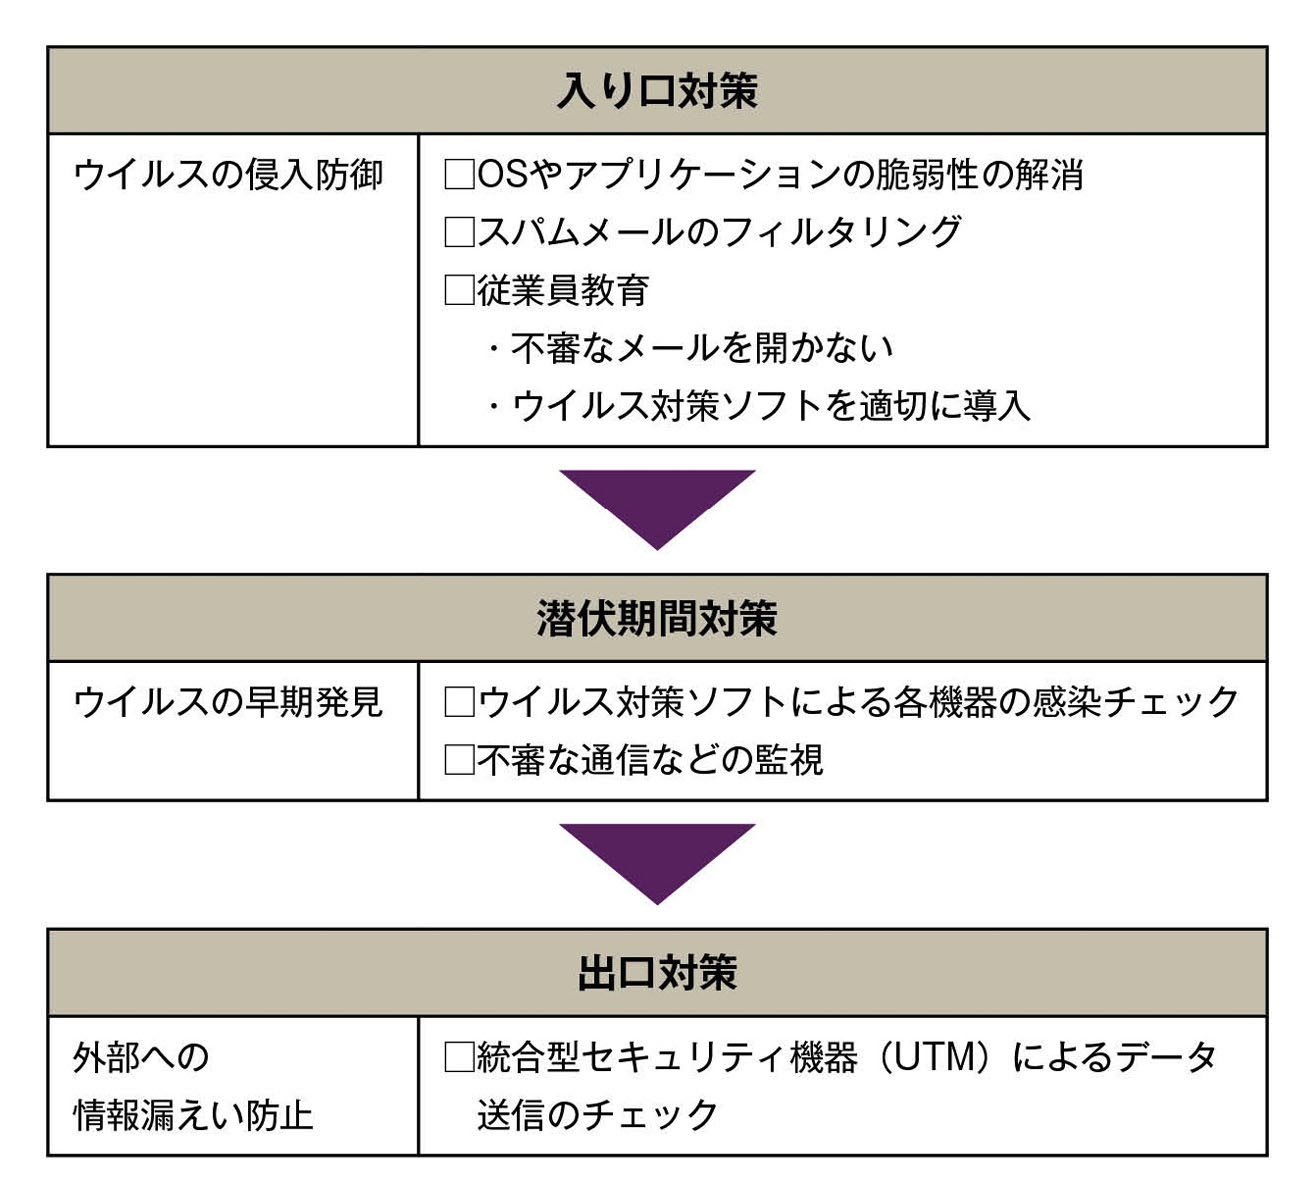 入り口対策
ウイルスの侵入防御
□OSやアプリケーションの脆弱性の解消
□スパムメールのフィルタリング
□従業員教育
・不審なメールを開かない
・ウイルス対策ソフトを適切に導入
潜伏期間対策
ウイルスの早期発見
□ウイルス対策ソフトによる各機器の感染チェック
□不審な通信などの監視
出口対策
外部への
情報漏えい防止
□統合型セキュリティ機器（UTM）によるデータ
送信のチェック